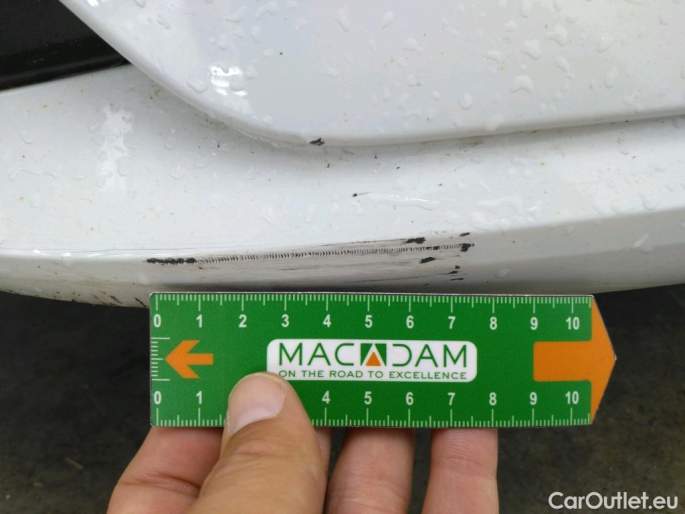 0 1 2 3 4 5 6 7 8 9 10
MACADAM
ON THE ROAD TO EXCELLENCE
0 1 4 5 6 7 8 9 10
CarOutlet.eu